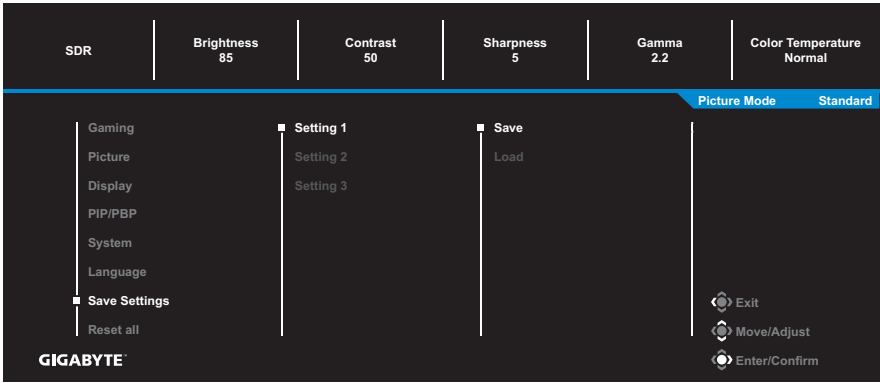 SDR
Brightness
85
Contrast
50
Sharpness
5
Gamma
2.2
Color Temperature
Normal
Picture Mode Standard
Gaming
Picture
Display
PIP/PBP
System
Language
Save Settings
Reset all
Setting 1
Setting 2
Setting 3
Save
Load
Exit
Move/Adjust
Enter/Confirm
GIGABYTE™